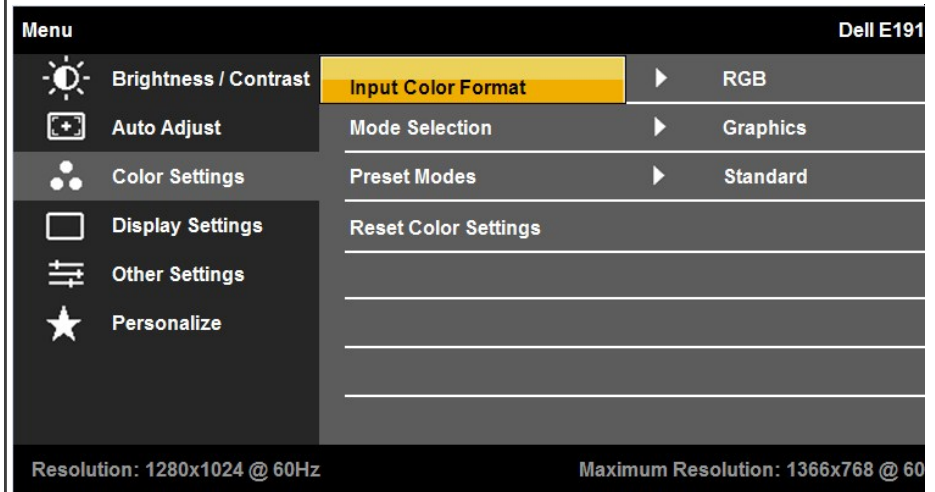 Menu Dell E191
Brightness / Contrast Input Color Format RGB
Auto Adjust Mode Selection Graphics
Color Settings Preset Modes Standard
Display Settings Reset Color Settings
Other Settings
Personalize
Resolution: 1280x1024 @ 60Hz Maximum Resolution: 1366x768 @ 60